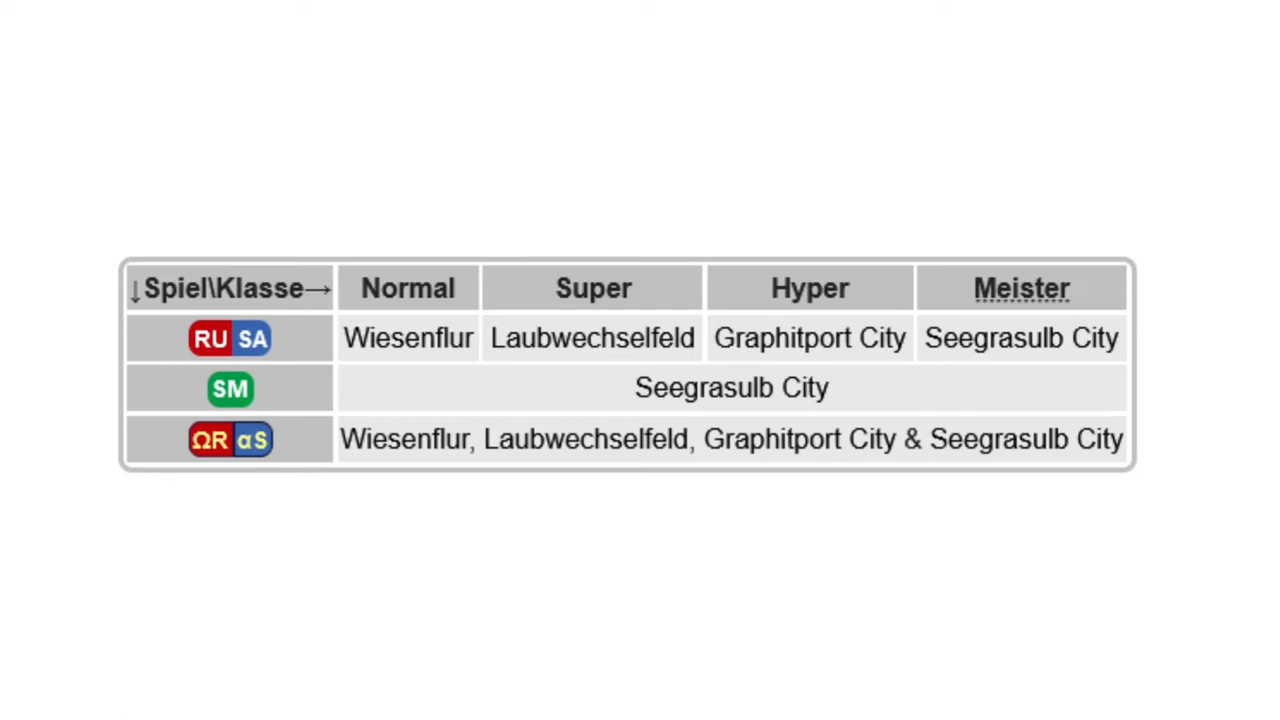 ↓Spiel\Klasse→ Normal Super Hyper Meister
RU SA Wiesenflur Laubwechselfeld Graphitport City Seegrasulb City
SM Seegrasulb City
ΩR αS Wiesenflur, Laubwechselfeld, Graphitport City & Seegrasulb City